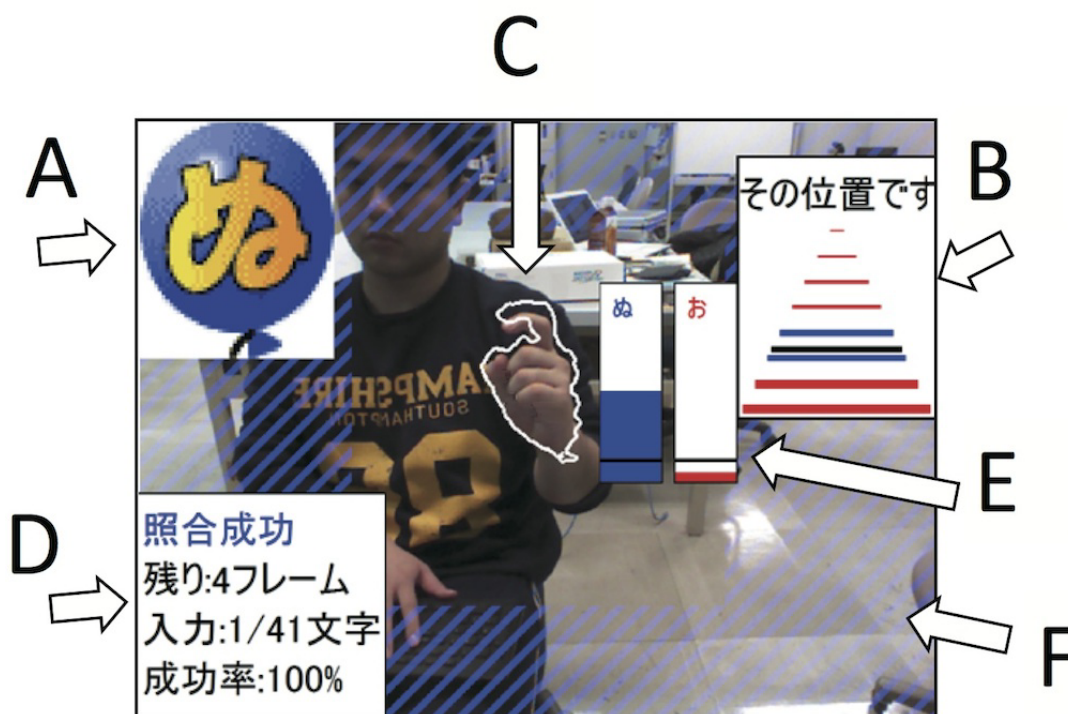 C
A
B
ぬ
その位置です
ぬ
お
AMPSHIRE
SOUTHAMPTON
E
D
照合成功
残り:4フレーム
入力:1/41文字
成功率:100%
F